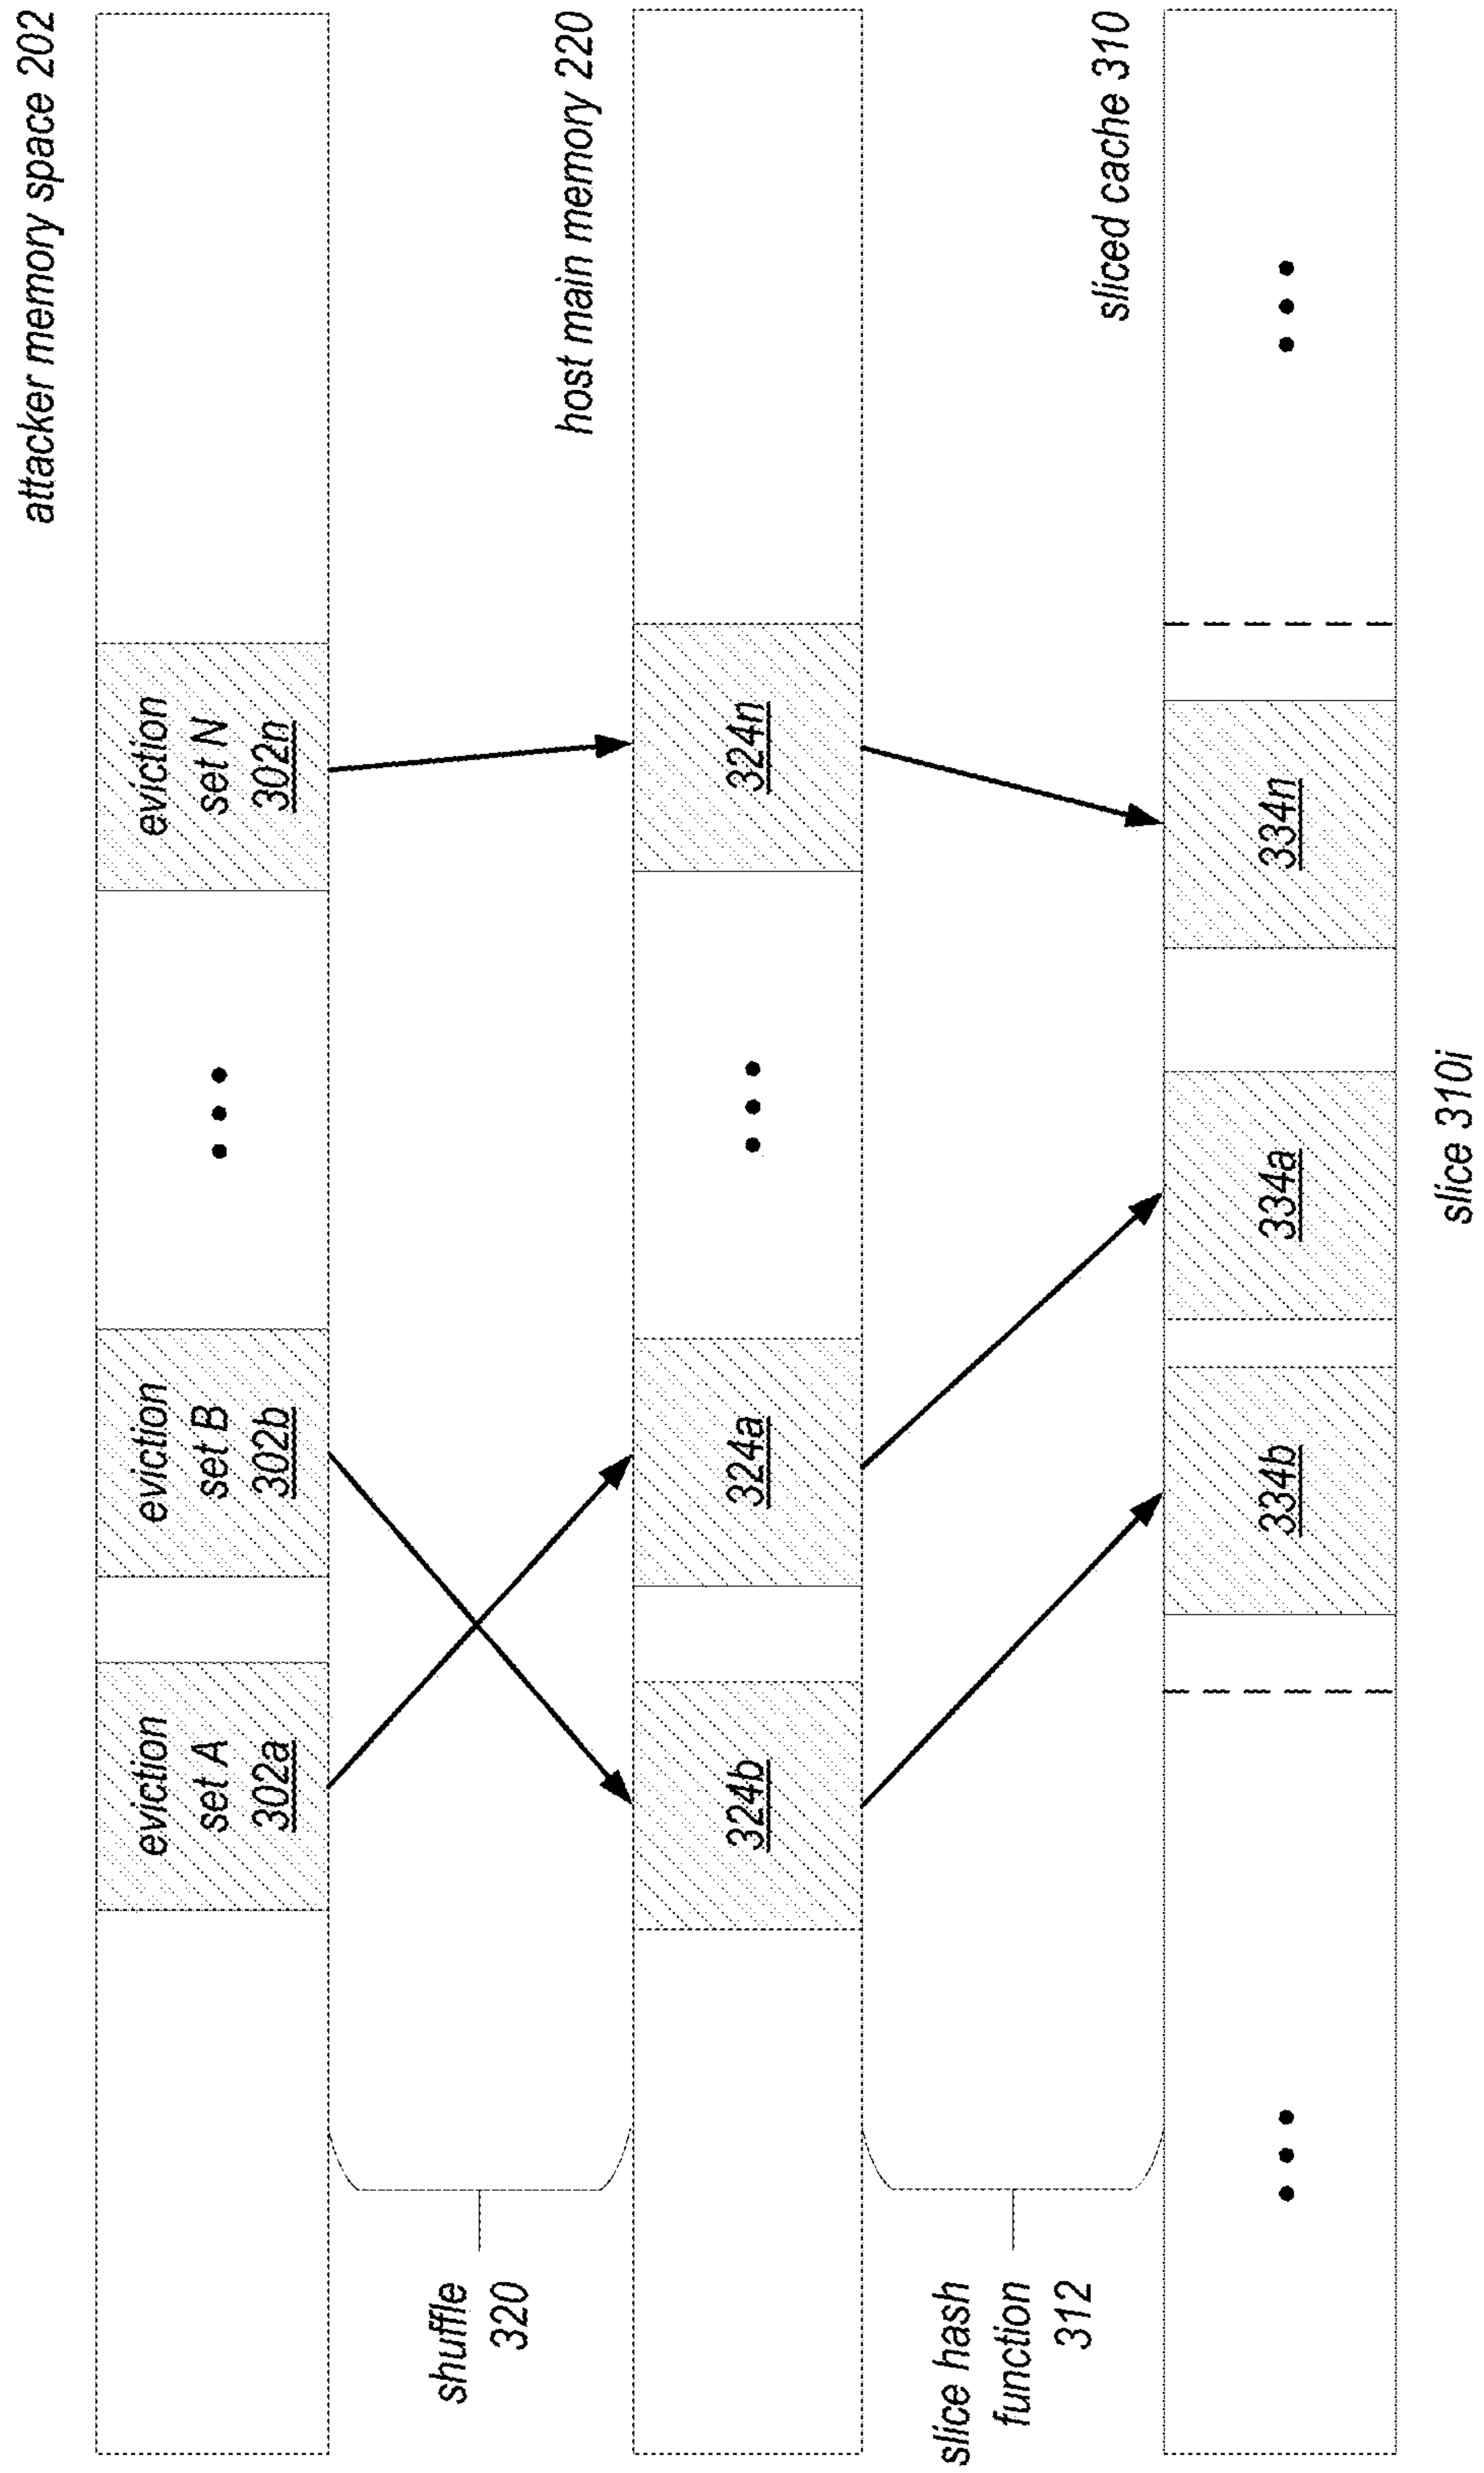 attacker memory space 202
eviction
set A
302a
eviction
set B
302b
eviction
set N
302n
shuffle
320
host main memory 220
324b
324a
324n
slice hash
function
312
sliced cache 310
334b
334a
334n
slice 310i